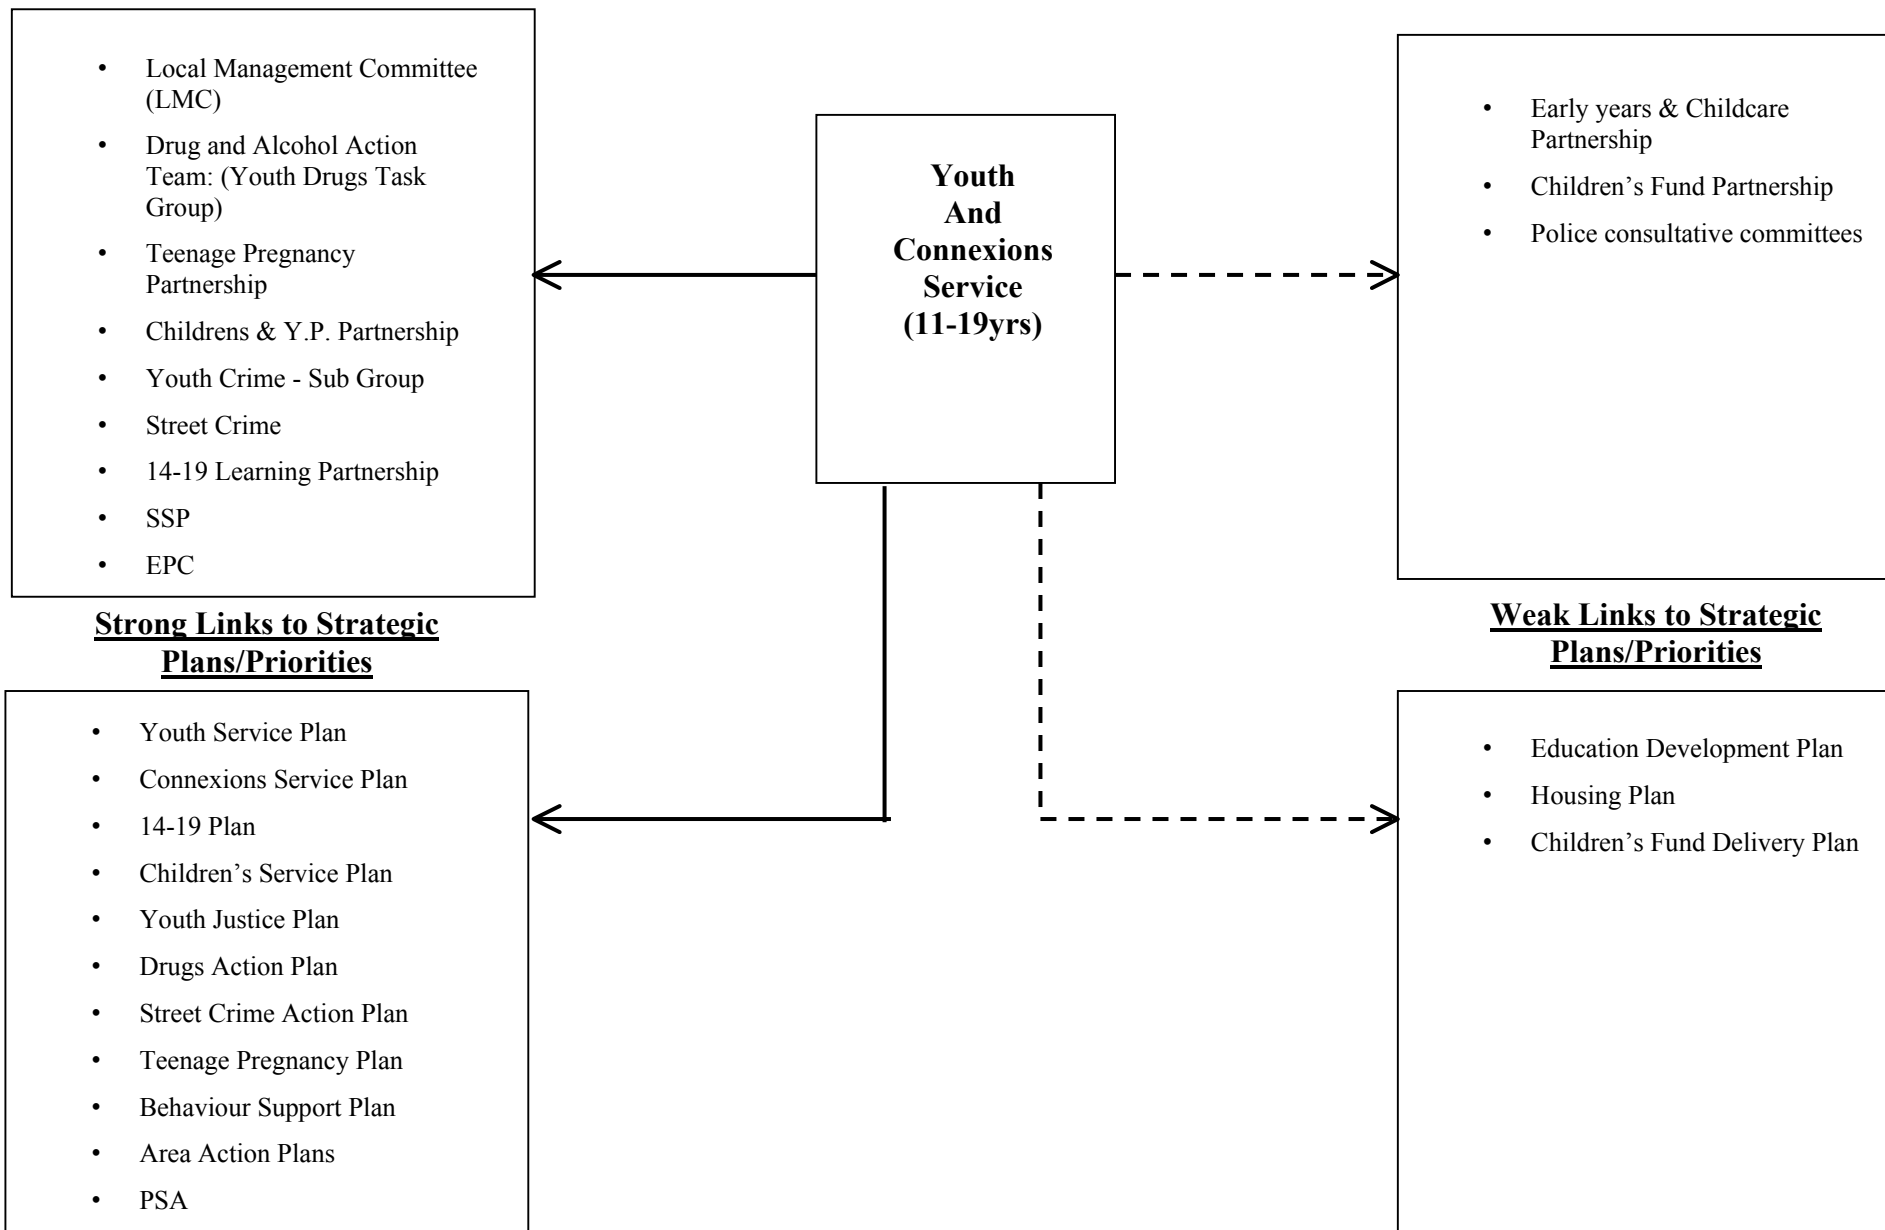 • Local Management Committee
(LMC)
• Drug and Alcohol Action
Team: (Youth Drugs Task
Group)
• Teenage Pregnancy
Partnership
• Childrens & Y.P. Partnership
• Youth Crime - Sub Group
• Street Crime
• 14-19 Learning Partnership
• SSP
• EPC
Youth
And
Connexions
Service
(11-19yrs)
• Early years & Childcare
Partnership
• Children’s Fund Partnership
• Police consultative committees
Strong Links to Strategic
Plans/Priorities
Weak Links to Strategic
Plans/Priorities
• Youth Service Plan
• Connexions Service Plan
• 14-19 Plan
• Children’s Service Plan
• Youth Justice Plan
• Drugs Action Plan
• Street Crime Action Plan
• Teenage Pregnancy Plan
• Behaviour Support Plan
• Area Action Plans
• PSA
• Education Development Plan
• Housing Plan
• Children’s Fund Delivery Plan